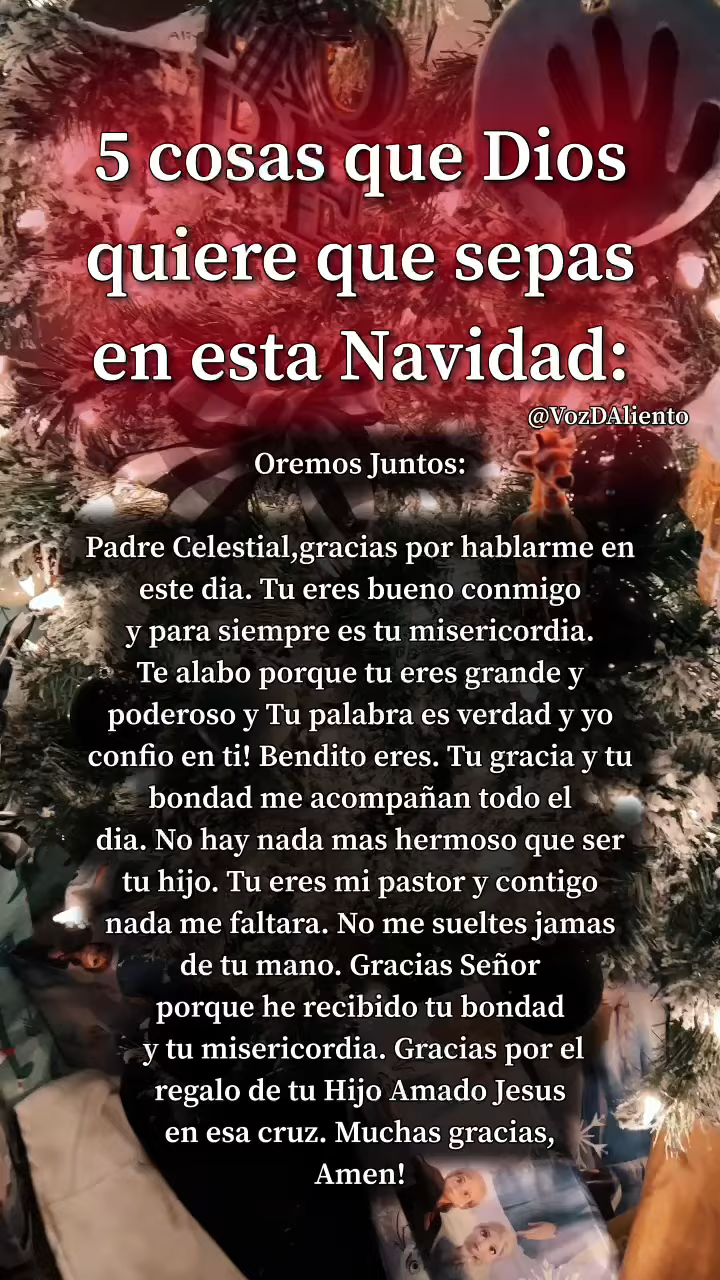 5 cosas que Dios
quiere que sepas
en esta Navidad:
@VozDAliento
Oremos Juntos:
Padre Celestial,gracias por hablarme en
este dia. Tu eres bueno conmigo
y para siempre es tu misericordia.
Te alabo porque tu eres grande y
poderoso y Tu palabra es verdad y yo
confio en ti! Bendito eres. Tu gracia y tu
bondad me acompañan todo el
dia. No hay nada mas hermoso que ser
tu hijo. Tu eres mi pastor y contigo
nada me faltara. No me sueltes jamas
de tu mano. Gracias Señor
porque he recibido tu bondad
y tu misericordia. Gracias por el
regalo de tu Hijo Amado Jesus
en esa cruz. Muchas gracias,
Amen!